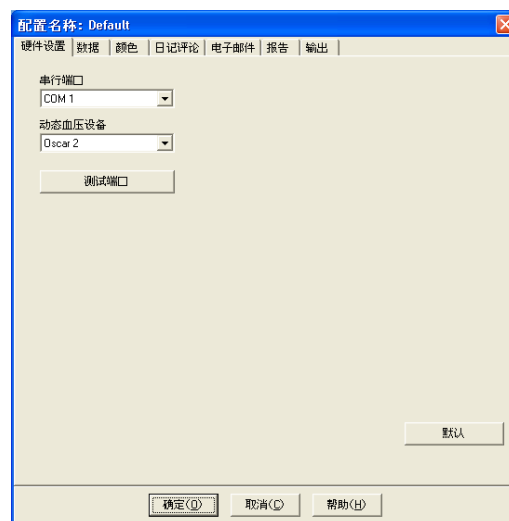 配置名称: Default
硬件设置 数据 颜色 日记评论 电子邮件 报告 输出
串行端口
COM 1
动态血压设备
Oscar 2
测试端口
默认
确定(O) 取消(C) 帮助(H)